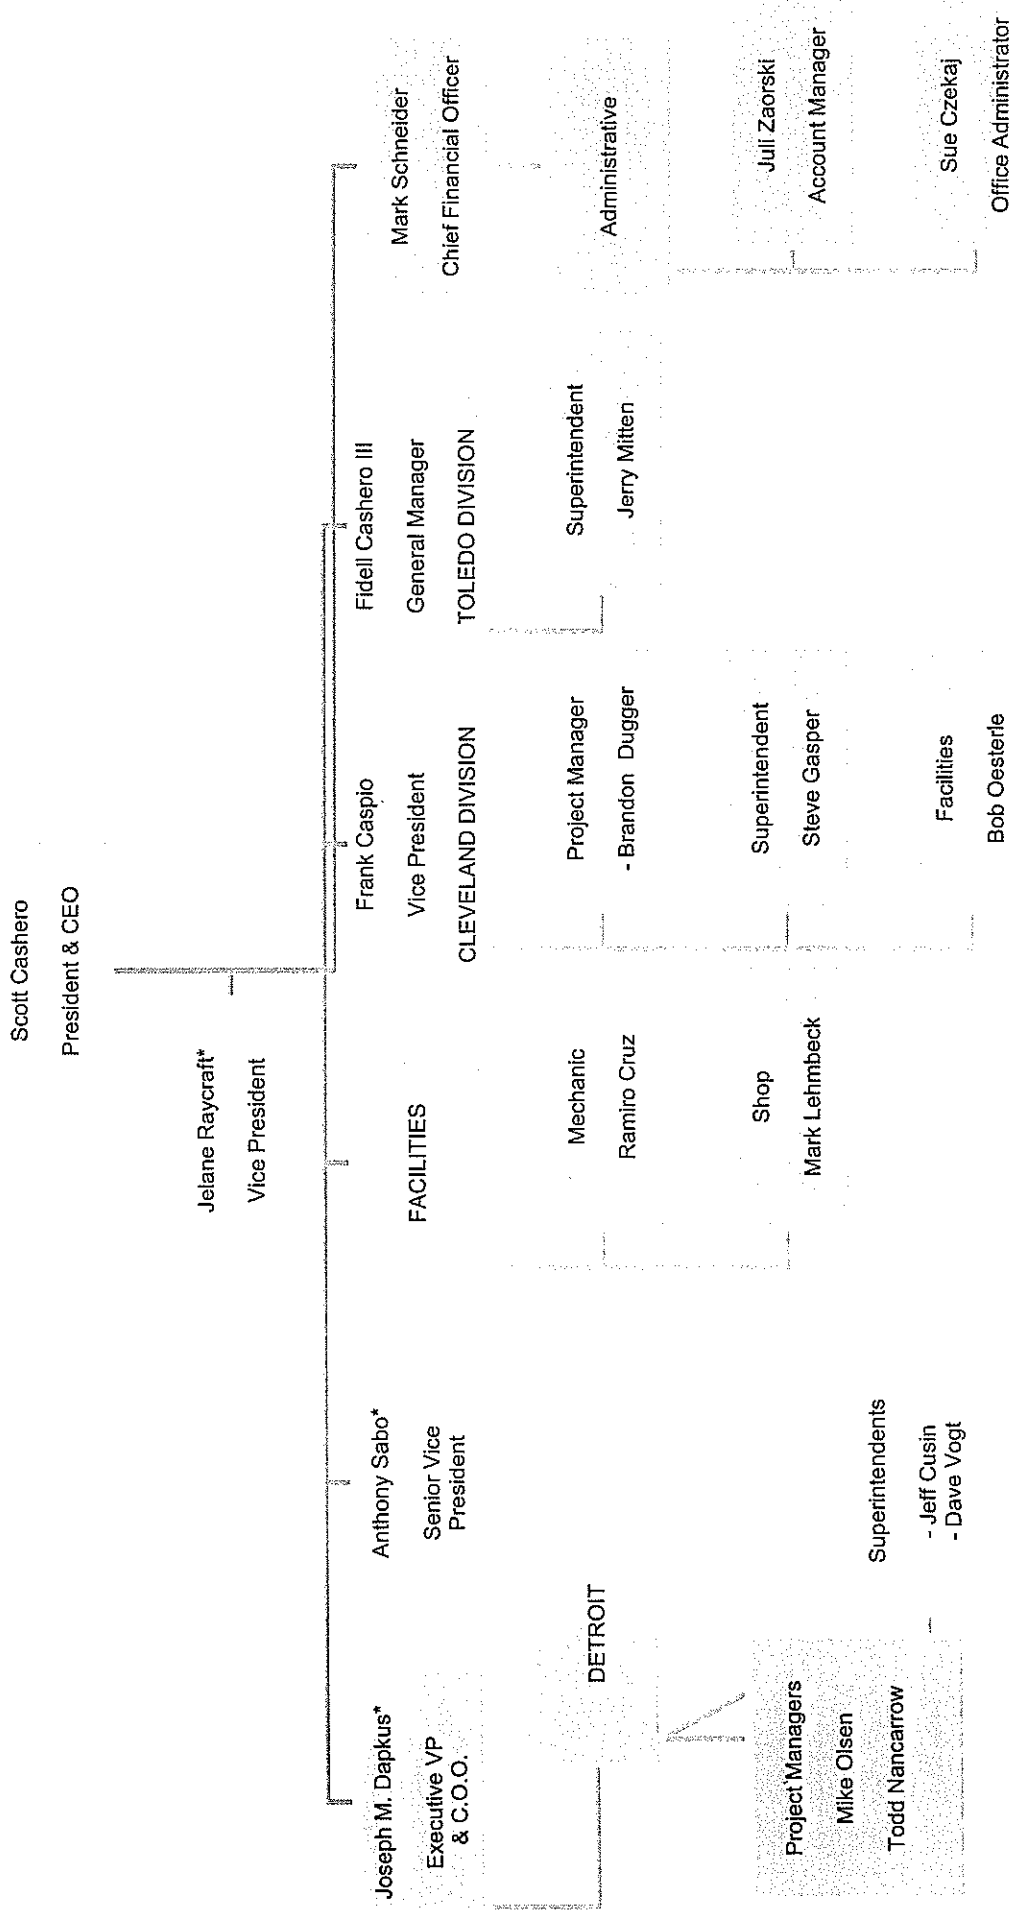 Scott Cashero
President & CEO
Jelane Raycraft*
Vice President
Joseph M. Dapkus*
Executive VP
& C.O.O.
Anthony Sabo*
Senior Vice
President
FACILITIES
Frank Caspio
Vice President
CLEVELAND DIVISION
Fidell Cashero III
General Manager
TOLEDO DIVISION
Mark Schneider
Chief Financial Officer
DETROIT
Mechanic
Ramiro Cruz
Project Manager
- Brandon Dugger
Superintendent
Jerry Mitten
Administrative
Project Managers
Mike Olsen
Todd Nancarrow
Superintendents
- Jeff Cusin
- Dave Vogt
Shop
Mark Lehmbeck
Superintendent
Steve Gasper
Juli Zaorski
Account Manager
Facilities
Bob Oesterle
Sue Czekaj
Office Administrator